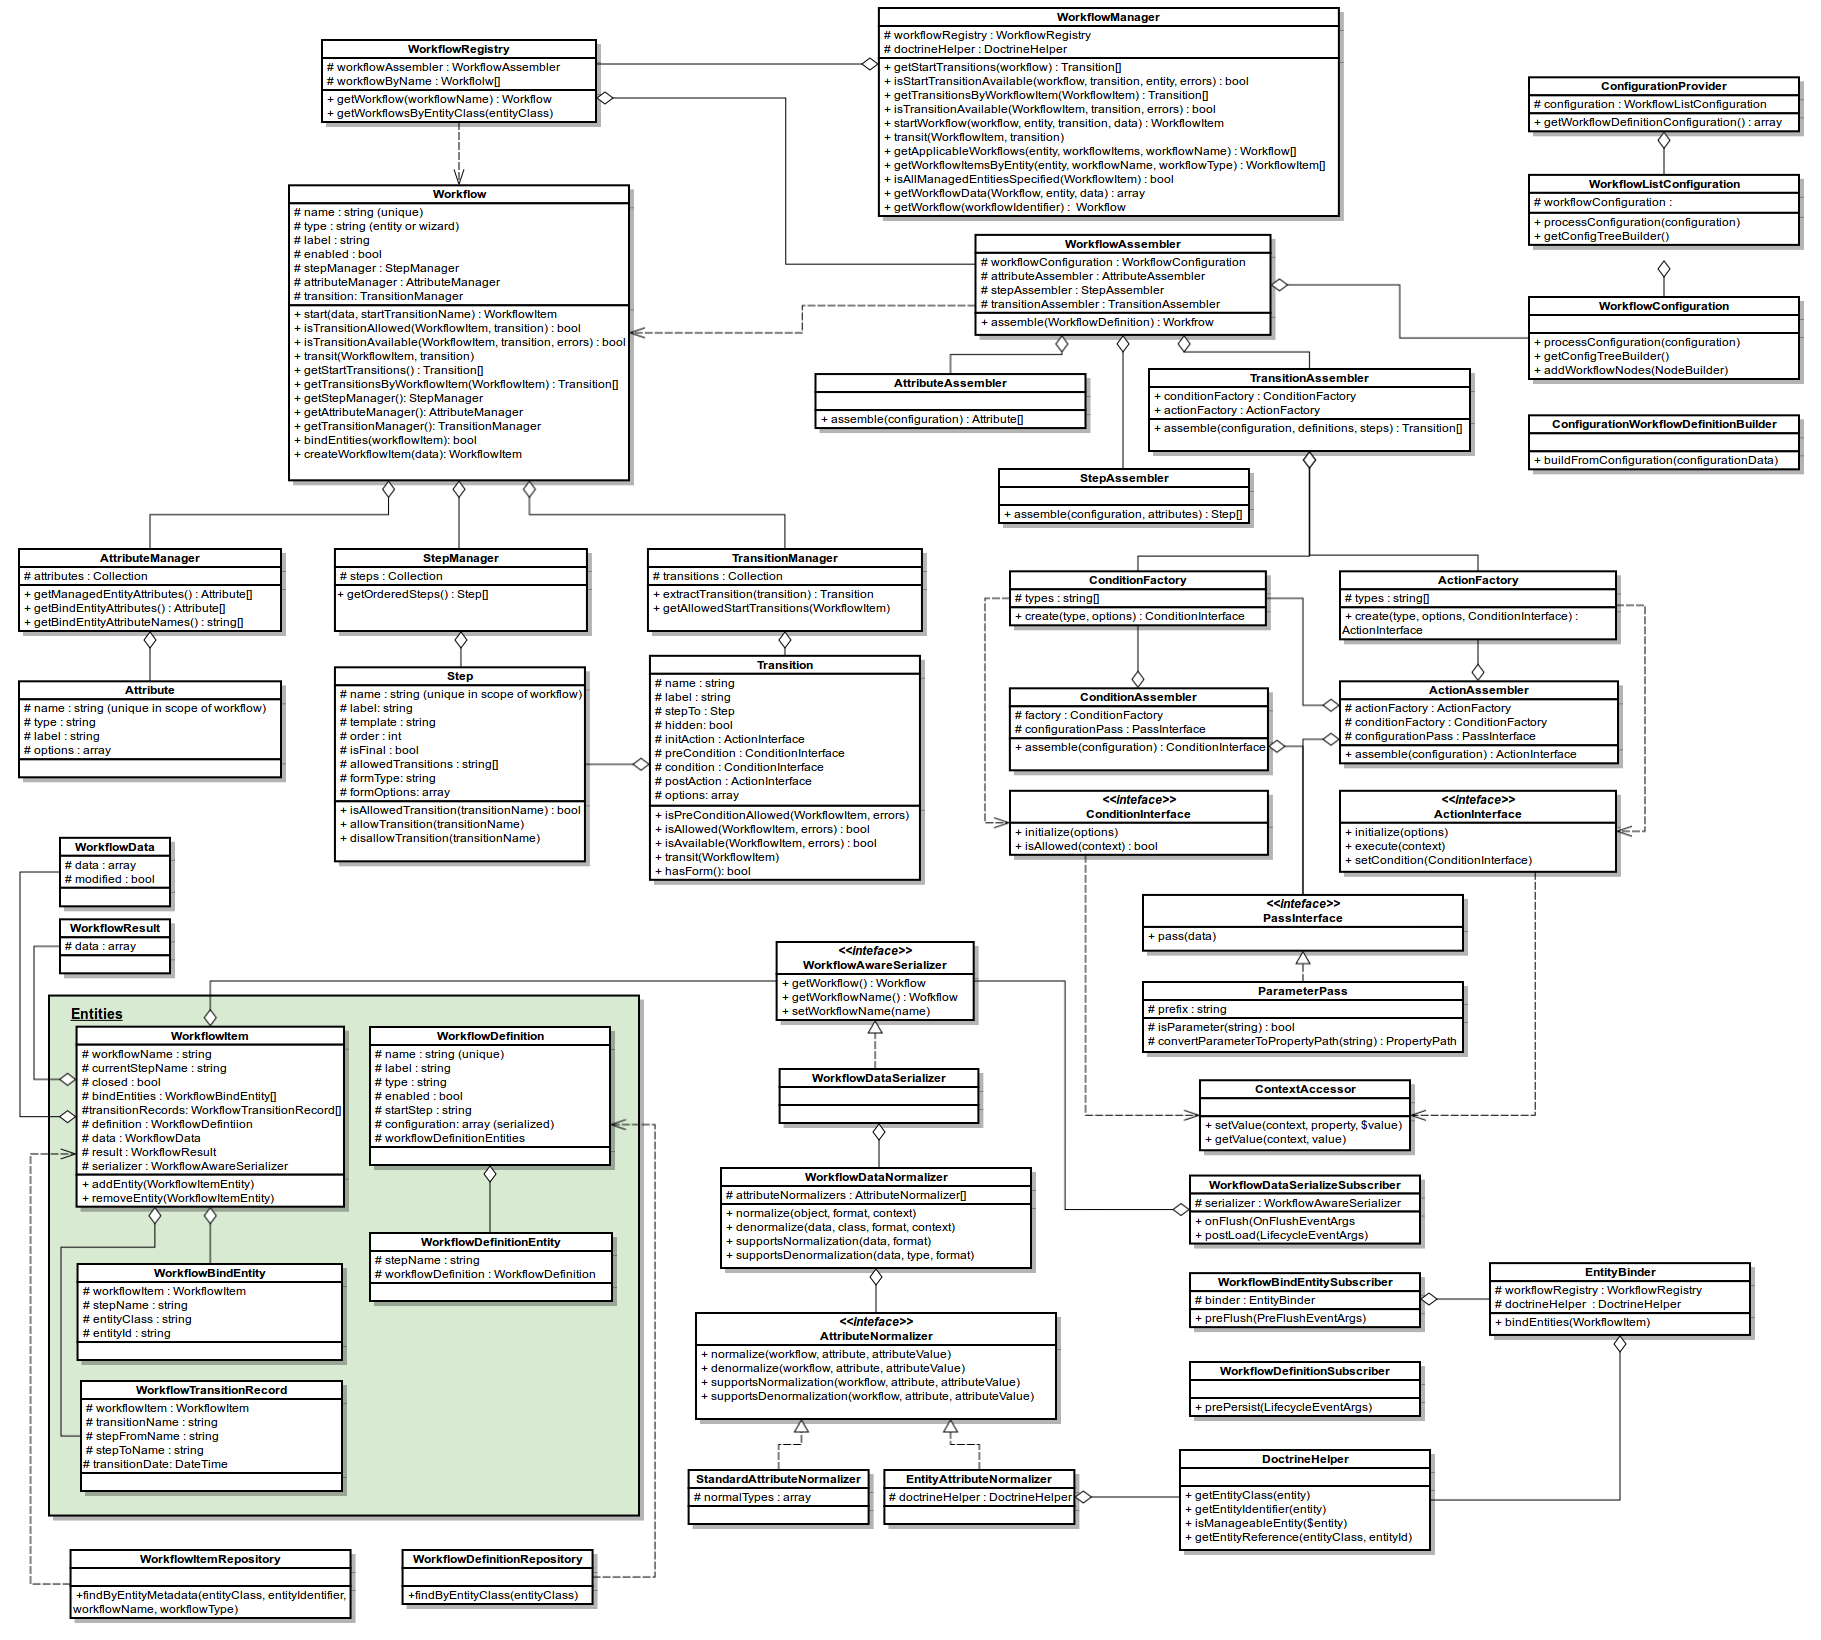 WorkflowManager
# workflowRegistry : WorkflowRegistry
# doctrineHelper : DoctrineHelper
+ getStartTransitions(workflow) : Transition[]
+ isStartTransitionAvailable(workflow, transition, entity, errors) : bool
+ getTransitionsByWorkflowItem(WorkflowItem) : Transition[]
+ isTransitionAvailable(WorkflowItem, transition, errors) : bool
+ startWorkflow(workflow, entity, transition, data) : WorkflowItem
+ transit(WorkflowItem, transition)
+ getApplicableWorkflows(entity, workflowItems, workflowName) : Workflow[]
+ getWorkflowItemsByEntity(entity, workflowName, workflowType) : WorkflowItem[]
+ isAllManagedEntitiesSpecified(WorkflowItem) : bool
+ getWorkflowData(Workflow, entity, data) : array
+ getWorkflow(workflowIdentifier) :  Workflow
WorkflowRegistry
# workflowAssembler : WorkflowAssembler
# workflowByName : Workflolw[]
+ getWorkflow(workflowName) : Workflow
+ getWorkflowsByEntityClass(entityClass)
ConfigurationProvider
# configuration : WorkflowListConfiguration
+ getWorkflowDefinitionConfiguration() : array
WorkflowListConfiguration
# workflowConfiguration :
+ processConfiguration(configuration)
+ getConfigTreeBuilder()
WorkflowConfiguration
+ processConfiguration(configuration)
+ getConfigTreeBuilder()
+ addWorkflowNodes(NodeBuilder)
ConfigurationWorkflowDefinitionBuilder
+ buildFromConfiguration(configurationData)
Workflow
# name : string (unique)
# type : string (entity or wizard)
# label : string
# enabled : bool
# stepManager : StepManager
# attributeManager : AttributeManager
# transition: TransitionManager
+ start(data, startTransitionName) : WorkflowItem
+ isTransitionAllowed(WorkflowItem, transition) : bool
+ isTransitionAvailable(WorkflowItem, transition, errors) : bool
+ transit(WorkflowItem, transition)
+ getStartTransitions() : Transition[]
+ getTransitionsByWorkflowItem(WorkflowItem) : Transition[]
+ getStepManager(): StepManager
+ getAttributeManager(): AttributeManager
+ getTransitionManager(): TransitionManager
+ bindEntities(workflowItem): bool
+ createWorkflowItem(data): WorkflowItem
WorkflowAssembler
# workflowConfiguration : WorkflowConfiguration
# attributeAssembler : AttributeAssembler
# stepAssembler : StepAssembler
# transitionAssembler : TransitionAssembler
+ assemble(WorkflowDefinition) : Workfrow
AttributeAssembler
+ assemble(configuration) : Attribute[]
TransitionAssembler
+ conditionFactory : ConditionFactory
+ actionFactory : ActionFactory
+ assemble(configuration, definitions, steps) : Transition[]
StepAssembler
+ assemble(configuration, attributes) : Step[]
AttributeManager
# attributes : Collection
+ getManagedEntityAttributes() : Attribute[]
+ getBindEntityAttributes() : Attribute[]
+ getBindEntityAttributeNames() : string[]
StepManager
# steps : Collection
+ getOrderedSteps() : Step[]
TransitionManager
# transitions : Collection
+ extractTransition(transition) : Transition
+ getAllowedStartTransitions(WorkflowItem)
ConditionFactory
# types : string[]
+ create(type, options) : ConditionInterface
ActionFactory
# types : string[]
+ create(type, options, ConditionInterface) :
ActionInterface
Attribute
# name : string (unique in scope of workflow)
# type : string
# label : string
# options : array
Step
# name : string (unique in scope of workflow)
# label: string
# template : string
# order : int
# isFinal : bool
# allowedTransitions : string[]
# formType: string
# formOptions: array
+ isAllowedTransition(transitionName) : bool
+ allowTransition(transitionName)
+ disallowTransition(transitionName)
Transition
# name : string
# label : string
# stepTo : Step
# hidden: bool
# initAction : ActionInterface
# preCondition : ConditionInterface
# condition : ConditionInterface
# postAction : ActionInterface
# options: array
+ isPreConditionAllowed(WorkflowItem, errors)
+ isAllowed(WorkflowItem, errors) : bool
+ isAvailable(WorkflowItem, errors) : bool
+ transit(WorkflowItem)
+ hasForm(): bool
ConditionAssembler
# factory : ConditionFactory
# configurationPass : PassInterface
+ assemble(configuration) : ConditionInterface
ActionAssembler
# actionFactory : ActionFactory
# conditionFactory : ConditionFactory
# configurationPass : PassInterface
+ assemble(configuration) : ActionInterface
<<inteface>>
ConditionInterface
+ initialize(options)
+ isAllowed(context) : bool
<<inteface>>
ActionInterface
+ initialize(options)
+ execute(context)
+ setCondition(ConditionInterface)
WorkflowData
# data : array
# modified : bool
WorkflowResult
# data : array
<<inteface>>
PassInterface
+ pass(data)
<<inteface>>
WorkflowAwareSerializer
+ getWorkflow() : Workflow
+ getWorkflowName() : Wofkflow
+ setWorkflowName(name)
ParameterPass
# prefix : string
# isParameter(string) : bool
# convertParameterToPropertyPath(string) : PropertyPath
Entities
WorkflowItem
# workflowName : string
# currentStepName : string
# closed : bool
# bindEntities : WorkflowBindEntity[]
#transitionRecords: WorkflowTransitionRecord[]
# definition : WorkflowDefintiion
# data : WorkflowData
# result : WorkflowResult
# serializer : WorkflowAwareSerializer
+ addEntity(WorkflowItemEntity)
+ removeEntity(WorkflowItemEntity)
WorkflowDefinition
# name : string (unique)
# label : string
# type : string
# enabled : bool
# startStep : string
# configuration: array (serialized)
# workflowDefinitionEntities
WorkflowDataSerializer
ContextAccessor
+ setValue(context, property, $value)
+ getValue(context, value)
WorkflowDataNormalizer
# attributeNormalizers : AttributeNormalizer[]
+ normalize(object, format, context)
+ denormalize(data, class, format, context)
+ supportsNormalization(data, format)
+ supportsDenormalization(data, type, format)
WorkflowDataSerializeSubscriber
# serializer : WorkflowAwareSerializer
+ onFlush(OnFlushEventArgs
+ postLoad(LifecycleEventArgs)
WorkflowDefinitionEntity
# stepName : string
# workflowDefinition : WorkflowDefinition
WorkflowBindEntity
# workflowItem : WorkflowItem
# stepName : string
# entityClass : string
# entityId : string
WorkflowBindEntitySubscriber
# binder : EntityBinder
+ preFlush(PreFlushEventArgs)
EntityBinder
# workflowRegistry : WorkflowRegistry
# doctrineHelper  : DoctrineHelper
+ bindEntities(WorkflowItem)
<<inteface>>
AttributeNormalizer
+ normalize(workflow, attribute, attributeValue)
+ denormalize(workflow, attribute, attributeValue)
+ supportsNormalization(workflow, attribute, attributeValue)
+ supportsDenormalization(workflow, attribute, attributeValue)
WorkflowDefinitionSubscriber
+ prePersist(LifecycleEventArgs)
WorkflowTransitionRecord
# workflowItem : WorkflowItem
# transitionName : string
# stepFromName : string
# stepToName : string
# transitionDate: DateTime
StandardAttributeNormalizer
# normalTypes : array
EntityAttributeNormalizer
# doctrineHelper : DoctrineHelper
DoctrineHelper
+ getEntityClass(entity)
+ getEntityIdentifier(entity)
+ isManageableEntity($entity)
+ getEntityReference(entityClass, entityId)
WorkflowItemRepository
+findByEntityMetadata(entityClass, entityIdentifier,
workflowName, workflowType)
WorkflowDefinitionRepository
+findByEntityClass(entityClass)